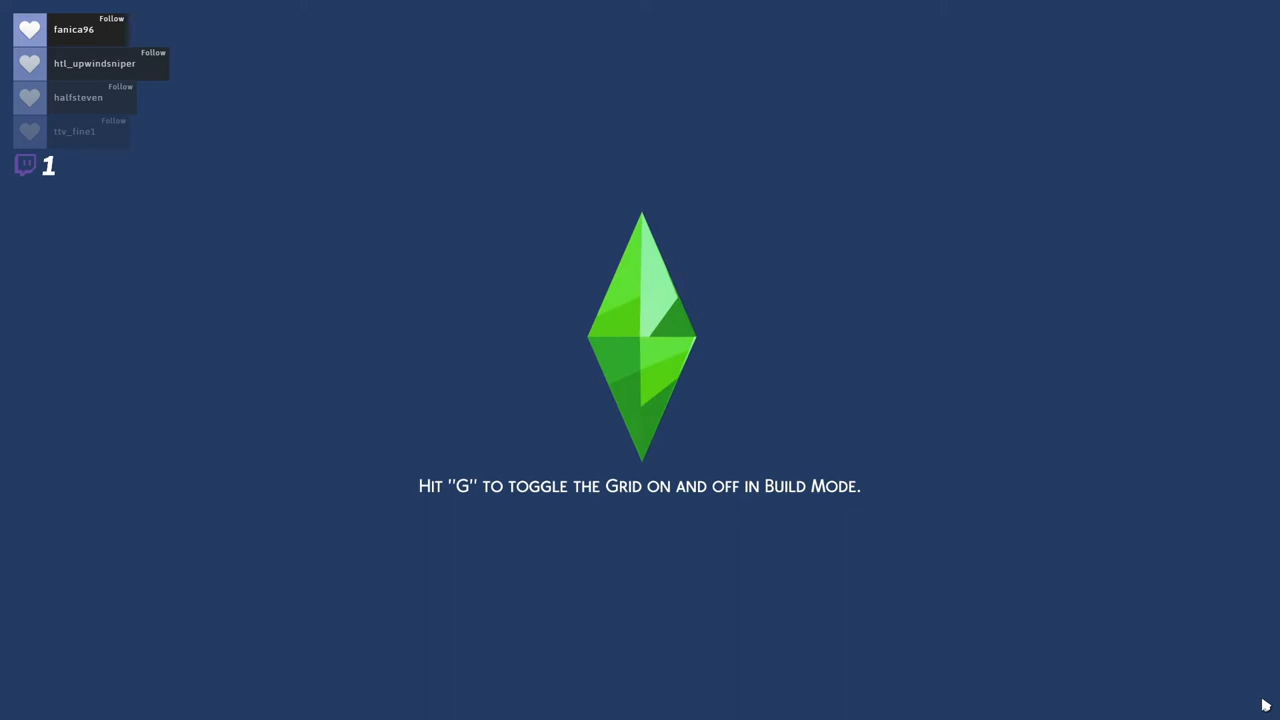 Follow
fanica96
Follow
htl_upwindsniper
Follow
halfsteven
Follow
ttv_fine1
1
Hit "G" to toggle the Grid on and off in Build Mode.